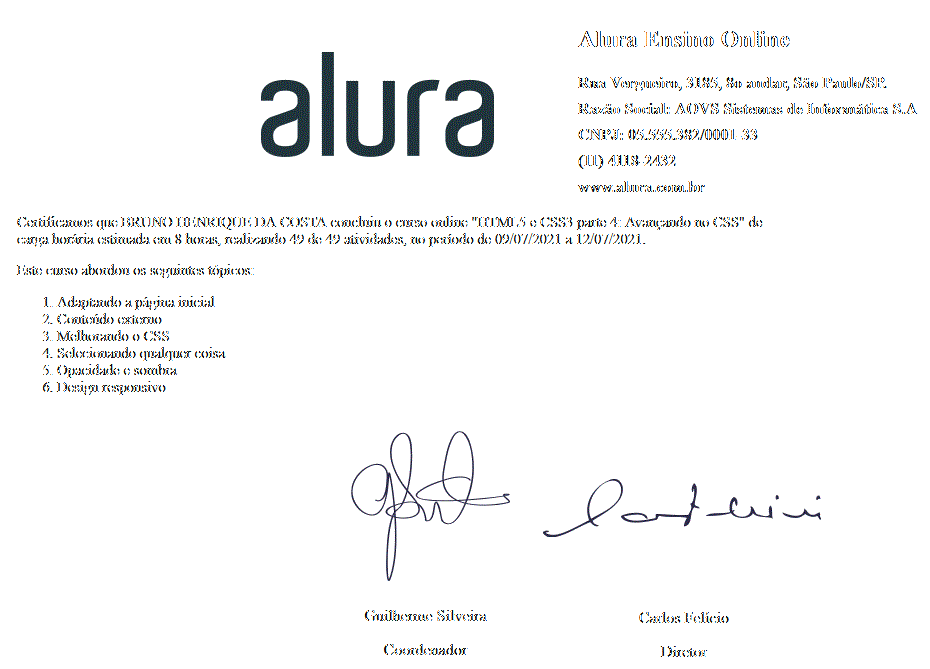 alura
Alura Ensino Online
Rua Vergueiro, 3185, 8o andar, São Paulo/SP.
Razão Social: AOVS Sistemas de Informática S.A
CNPJ: 05.555.382/0001-33
(11) 4118-2432
www.alura.com.br
Certificamos que BRUNO HENRIQUE DA COSTA concluiu o curso online "HTML5 e CSS3 parte 4: Avançando no CSS" de
carga horária estimada em 8 horas, realizando 49 de 49 atividades, no período de 09/07/2021 a 12/07/2021.
Este curso abordou os seguintes tópicos:
1. Adaptando a página inicial
2. Conteúdo externo
3. Melhorando o CSS
4. Selecionando qualquer coisa
5. Opacidade e sombra
6. Design responsivo
Guilherme Silveira
Carlos Felício
Coordenador
Diretor